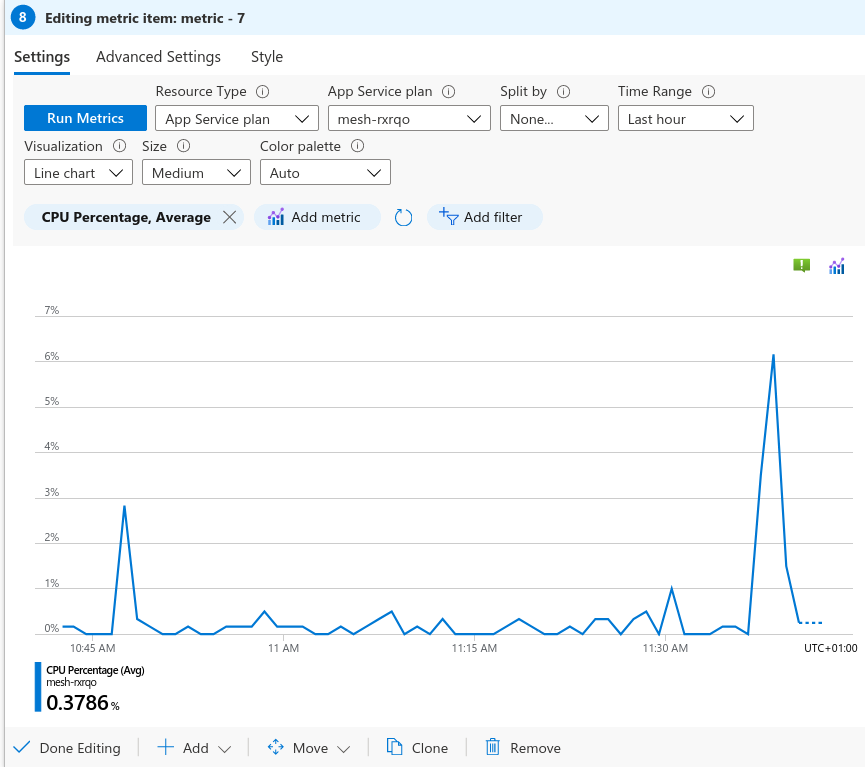 8 Editing metric item: metric - 7
Settings Advanced Settings Style
Resource Type App Service plan Split by Time Range
Run Metrics App Service plan mesh-rxrqo None... Last hour
Visualization Size Color palette
Line chart Medium Auto
CPU Percentage, Average Add metric Add filter
7%
6%
5%
4%
3%
2%
1%
0%
10:45 AM 11 AM 11:15 AM 11:30 AM UTC+01:00
CPU Percentage (Avg)
mesh-rxrqo
0.3786 %
Done Editing Add Move Clone Remove